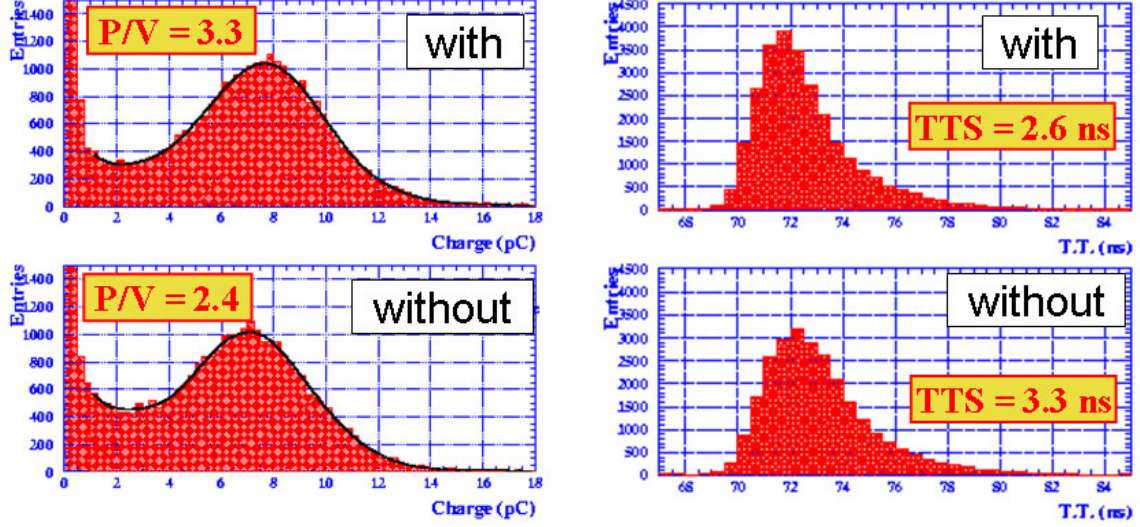 Entries
1400
1200
1000
800
600
400
200
0
P/V = 3.3
with
0 2 4 6 8 10 12 14 16 18
Charge (pC)
Entries
4500
4000
3500
3000
2500
2000
1500
1000
500
0
with
TTS = 2.6 ns
68 70 72 74 76 78 80 82 84
T.T. (ns)
Entries
1400
1200
1000
800
600
400
200
0
P/V = 2.4
without
0 2 4 6 8 10 12 14 16 18
Charge (pC)
Entries
4500
4000
3500
3000
2500
2000
1500
1000
500
0
without
TTS = 3.3 ns
68 70 72 74 76 78 80 82 84
T.T. (ns)